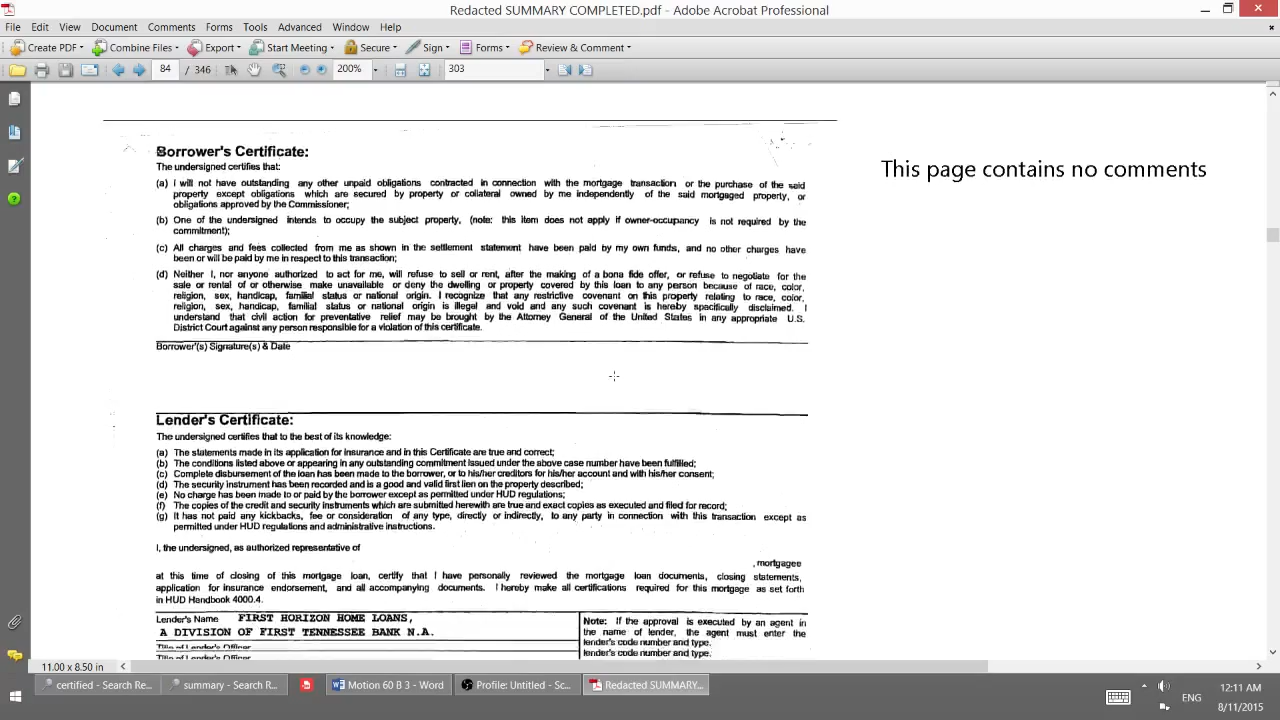 Redacted SUMMARY COMPLETED.pdf - Adobe Acrobat Professional
File Edit View Document Comments Forms Tools Advanced Window Help
Create PDF Combine Files Export Start Meeting Secure Sign Forms Review & Comment
84 / 346 200% 303
This page contains no comments
Borrower's Certificate:
The undersigned certifies that:
(a) I will not have outstanding any other unpaid obligations contracted in connection with the mortgage transaction or the purchase of the said
property except obligations which are secured by property or collateral owned by me independently of the said mortgaged property, or
obligations approved by the Commissioner;
(b) One of the undersigned intends to occupy the subject property, (note: this item does not apply if owner-occupancy is not required by the
commitment);
(c) All charges and fees collected from me as shown in the settlement statement have been paid by my own funds, and no other charges have
been or will be paid by me in respect to this transaction;
(d) Neither I, nor anyone authorized to act for me, will refuse to sell or rent, after the making of a bona fide offer, or refuse to negotiate for the
sale or rental of or otherwise make unavailable or deny the dwelling or property covered by this loan to any person because of race, color,
religion, sex, handicap, familial status or national origin. I recognize that any restrictive covenant on this property relating to race, color,
religion, sex, handicap, familial status or national origin is illegal and void and any such covenant is hereby specifically disclaimed. I
understand that civil action for preventative relief may be brought by the Attorney General of the United States in any appropriate U.S.
District Court against any person responsible for a violation of this certificate.
Borrower'(s) Signature(s) & Date
Lender's Certificate:
The undersigned certifies that to the best of its knowledge:
(a) The statements made in its application for insurance and in this Certificate are true and correct;
(b) The conditions listed above or appearing in any outstanding commitment issued under the above case number have been fulfilled;
(c) Complete disbursement of the loan has been made to the borrower, or to his/her creditors for his/her account and with his/her consent;
(d) The security instrument has been recorded and is a good and valid first lien on the property described;
(e) No charge has been made to or paid by the borrower except as permitted under HUD regulations;
(f) The copies of the credit and security instruments which are submitted herewith are true and exact copies as executed and filed for record;
(g) It has not paid any kickbacks, fee or consideration of any type, directly or indirectly, to any party in connection with this transaction except as
permitted under HUD regulations and administrative instructions.
I, the undersigned, as authorized representative of
, mortgagee
at this time of closing of this mortgage loan, certify that I have personally reviewed the mortgage loan documents, closing statements,
application for insurance endorsement, and all accompanying documents. I hereby make all certifications required for this mortgage as set forth
in HUD Handbook 4000.4.
Lender's Name FIRST HORIZON HOME LOANS,
A DIVISION OF FIRST TENNESSEE BANK N.A.
Title of Lender's Officer
Title of Lender's Officer
Note: If the approval is executed by an agent in
the name of lender, the agent must enter the
lender's code number and type.
lender's code number and type.
11.00 x 8.50 in
certified - Search Re... summary - Search R... Motion 60 B 3 - Word Profile: Untitled - Sc... Redacted SUMMARY...
ENG
12:11 AM
8/11/2015